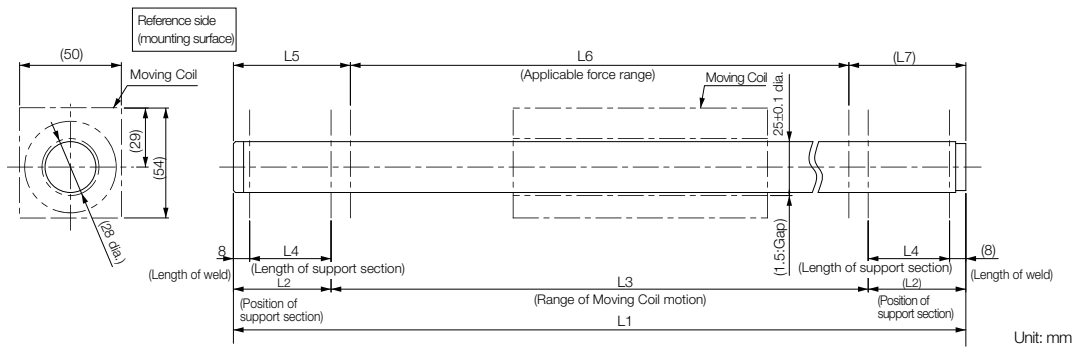 Reference side
(mounting surface)
(50)
L5
L6
(L7)
Moving Coil
(Applicable force range)
Moving Coil
25±0.1 dia.
(29)
(54)
(28 dia.)
(1.5:Gap)
8
L4
L4
(8)
(Length of weld)
(Length of support section)
(Length of support section)
(Length of weld)
L2
L3
(L2)
(Position of
support section)
(Range of Moving Coil motion)
(Position of
support section)
L1
Unit: mm